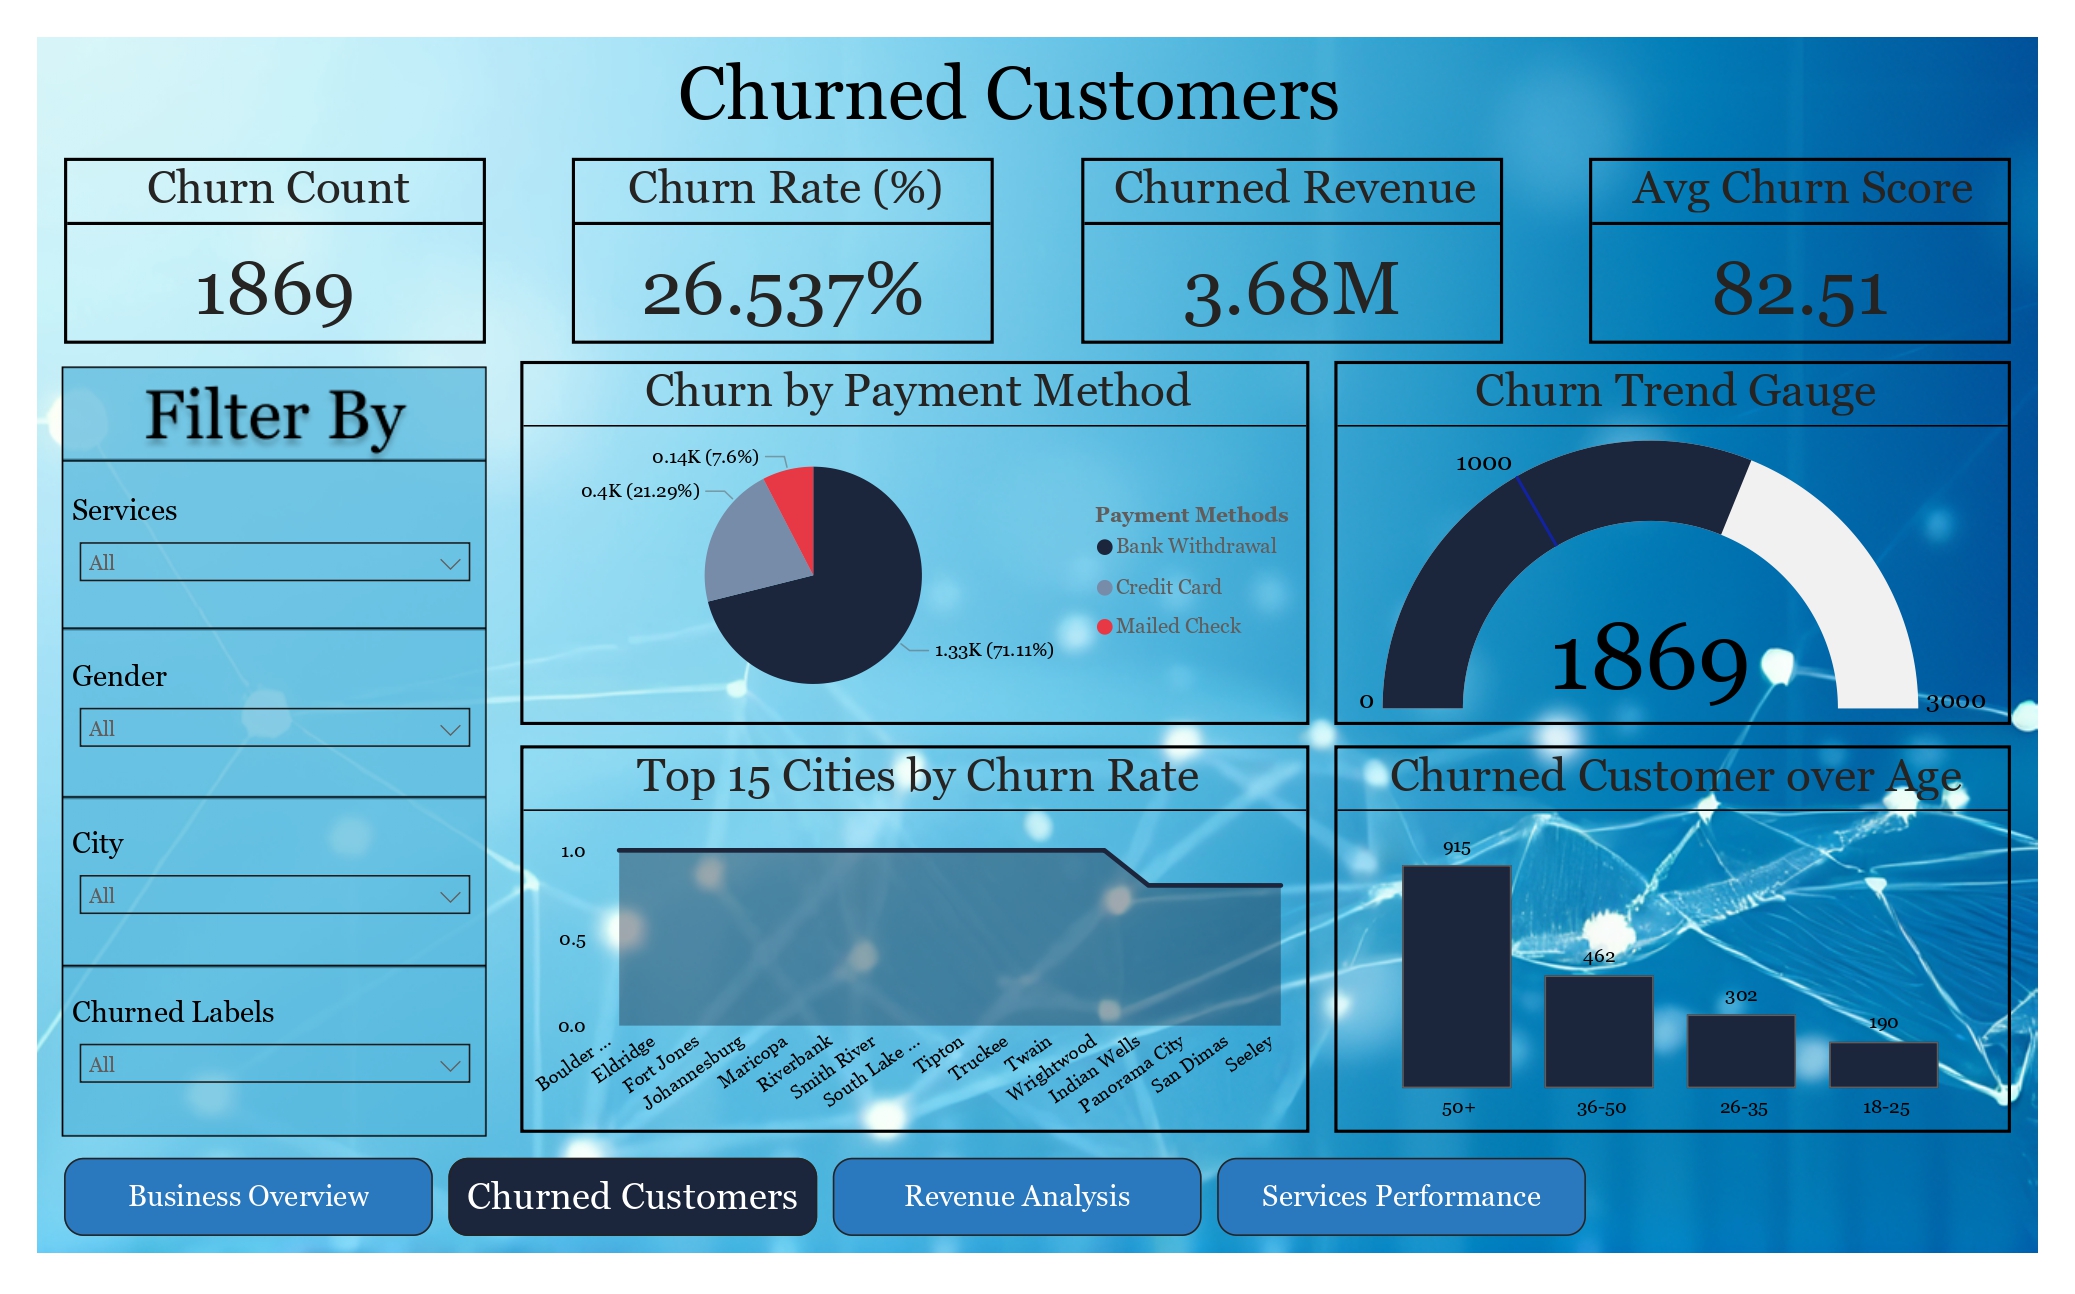 Churned Customers
Churn Count
1869
Churn Rate (%)
26.537%
Churned Revenue
3.68M
Avg Churn Score
82.51
Filter By
Services
All
Gender
All
City
All
Churned Labels
All
Churn by Payment Method
0.14K (7.6%)
0.4K (21.29%)
1.33K (71.11%)
Payment Methods
Bank Withdrawal
Credit Card
Mailed Check
Churn Trend Gauge
1000
0
1869
3000
Top 15 Cities by Churn Rate
1.0
0.5
0.0
Boulder ...
Eldridge
Fort Jones
Johannesburg
Maricopa
Riverbank
Smith River
South Lake ...
Tipton
Truckee
Twain
Wrightwood
Indian Wells
Panorama City
San Dimas
Seeley
Churned Customer over Age
915
462
302
190
50+
36-50
26-35
18-25
Business Overview
Churned Customers
Revenue Analysis
Services Performance